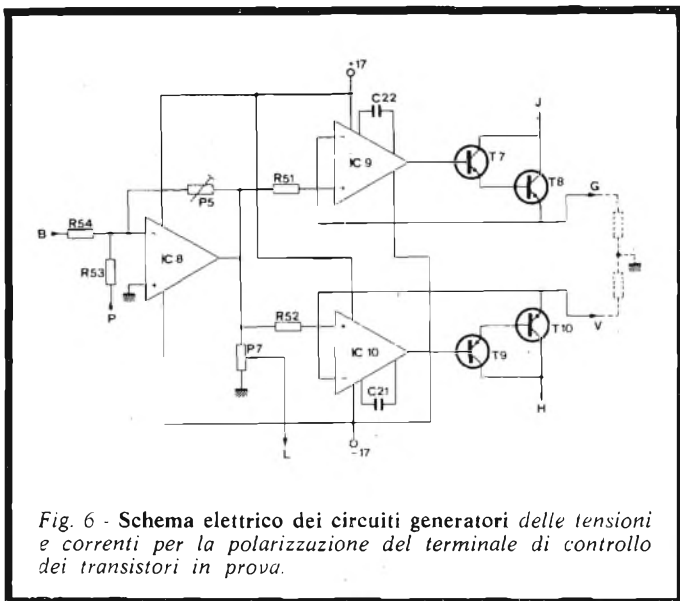 +17
C22
J
IC 9
T7
T8
G
R51
P5
R54
B
IC 8
R53
P
R52
V
P7
IC 10
T10
T9
C21
L
-17
H
Fig. 6 - Schema elettrico dei circuiti generatori delle tensioni
e correnti per la polarizzazione del terminale di controllo
dei transistori in prova.